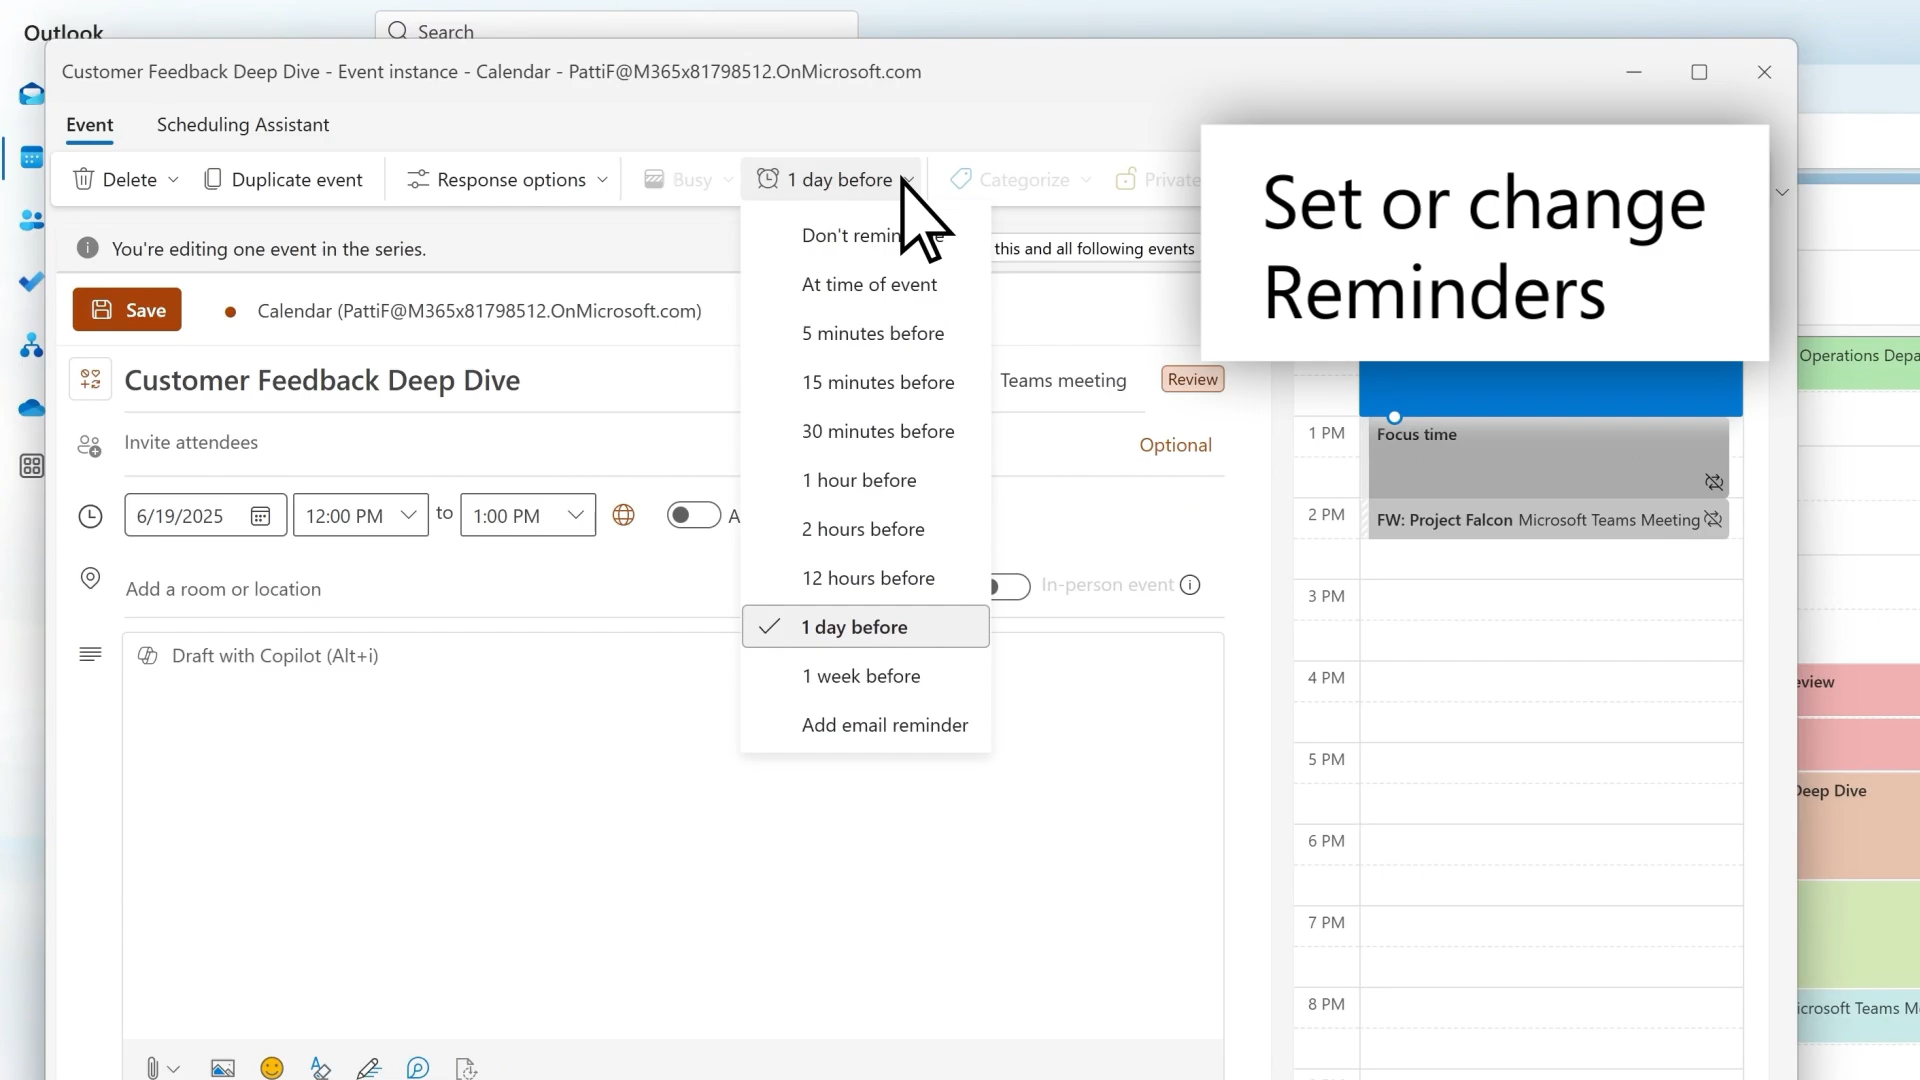 Outlook
Search
Customer Feedback Deep Dive - Event instance - Calendar - PattiF@M365x81798512.OnMicrosoft.com
Event
Scheduling Assistant
Delete
Duplicate event
Response options
Busy
1 day before
Categorize
Private
Set or change
Reminders
You're editing one event in the series.
this and all following events
Don't
At time of event
5 minutes before
15 minutes before
30 minutes before
1 hour before
2 hours before
12 hours before
1 day before
1 week before
Add email reminder
Save
Calendar (PattiF@M365x81798512.OnMicrosoft.com)
Customer Feedback Deep Dive
Teams meeting
Review
Invite attendees
Optional
6/19/2025
12:00 PM
to
1:00 PM
Add a room or location
In-person event
Draft with Copilot (Alt+i)
1 PM
Focus time
2 PM
FW: Project Falcon Microsoft Teams Meeting
3 PM
4 PM
5 PM
6 PM
7 PM
8 PM
Operations
Deep Dive
Teams